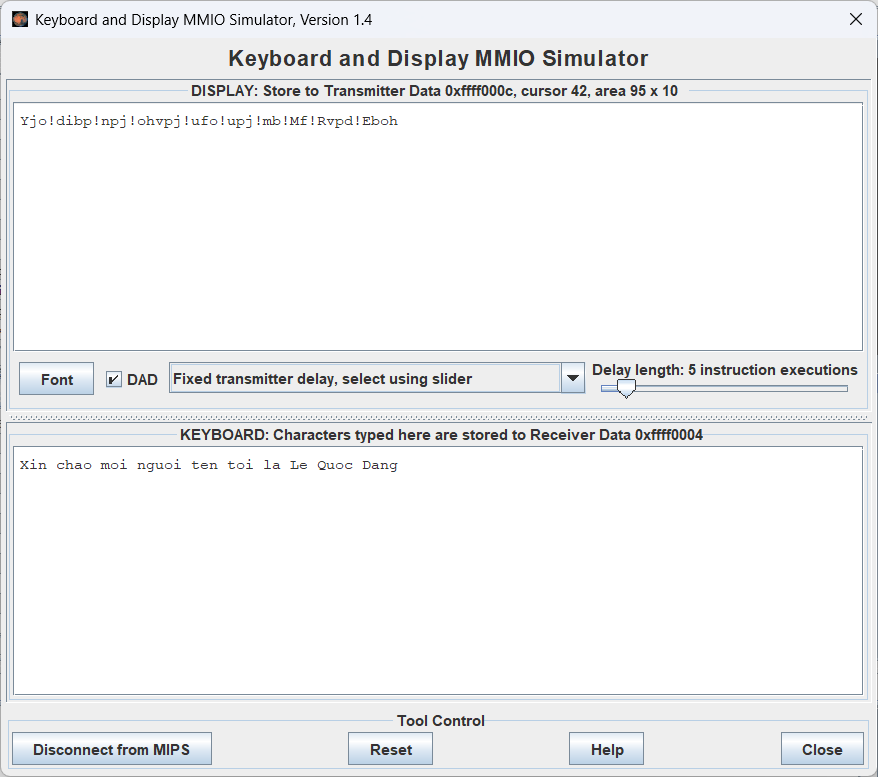 Keyboard and Display MMIO Simulator, Version 1.4
Keyboard and Display MMIO Simulator
DISPLAY: Store to Transmitter Data 0xffff000c, cursor 42, area 95 x 10
Yjo!dibp!npj!ohvpj!ufo!upj!mb!Mf!Rvpd!Eboh
Font
DAD
Fixed transmitter delay, select using slider
Delay length: 5 instruction executions
KEYBOARD: Characters typed here are stored to Receiver Data 0xffff0004
Xin chao moi nguoi ten toi la Le Quoc Dang
Tool Control
Disconnect from MIPS
Reset
Help
Close